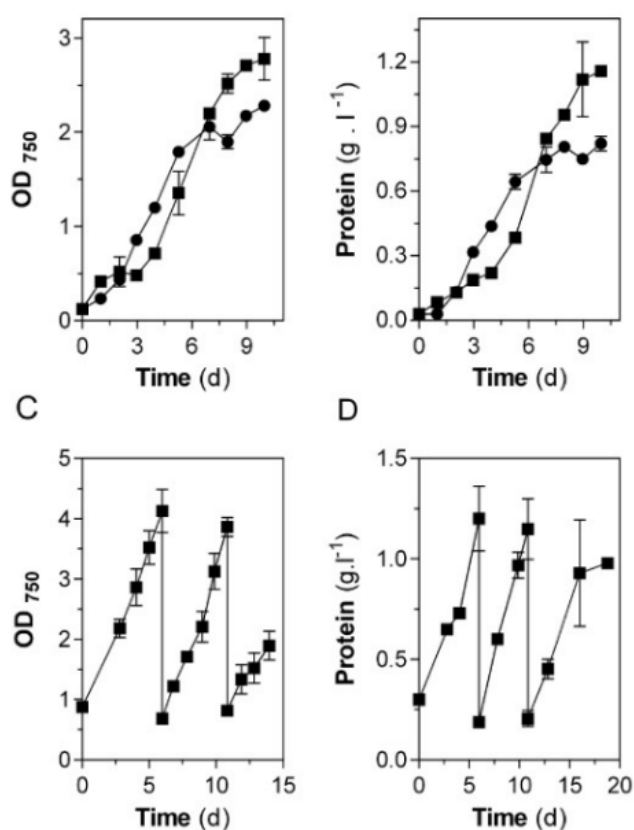 3
2
1
0
OD 750
0 3 6 9
Time (d)
1.2
0.9
0.6
0.3
0.0
Protein (g . l-1)
0 3 6 9
Time (d)
C
5
4
3
2
1
0
OD 750
0 5 10 15
Time (d)
D
1.5
1.0
0.5
0.0
Protein (g.l-1)
0 5 10 15 20
Time (d)